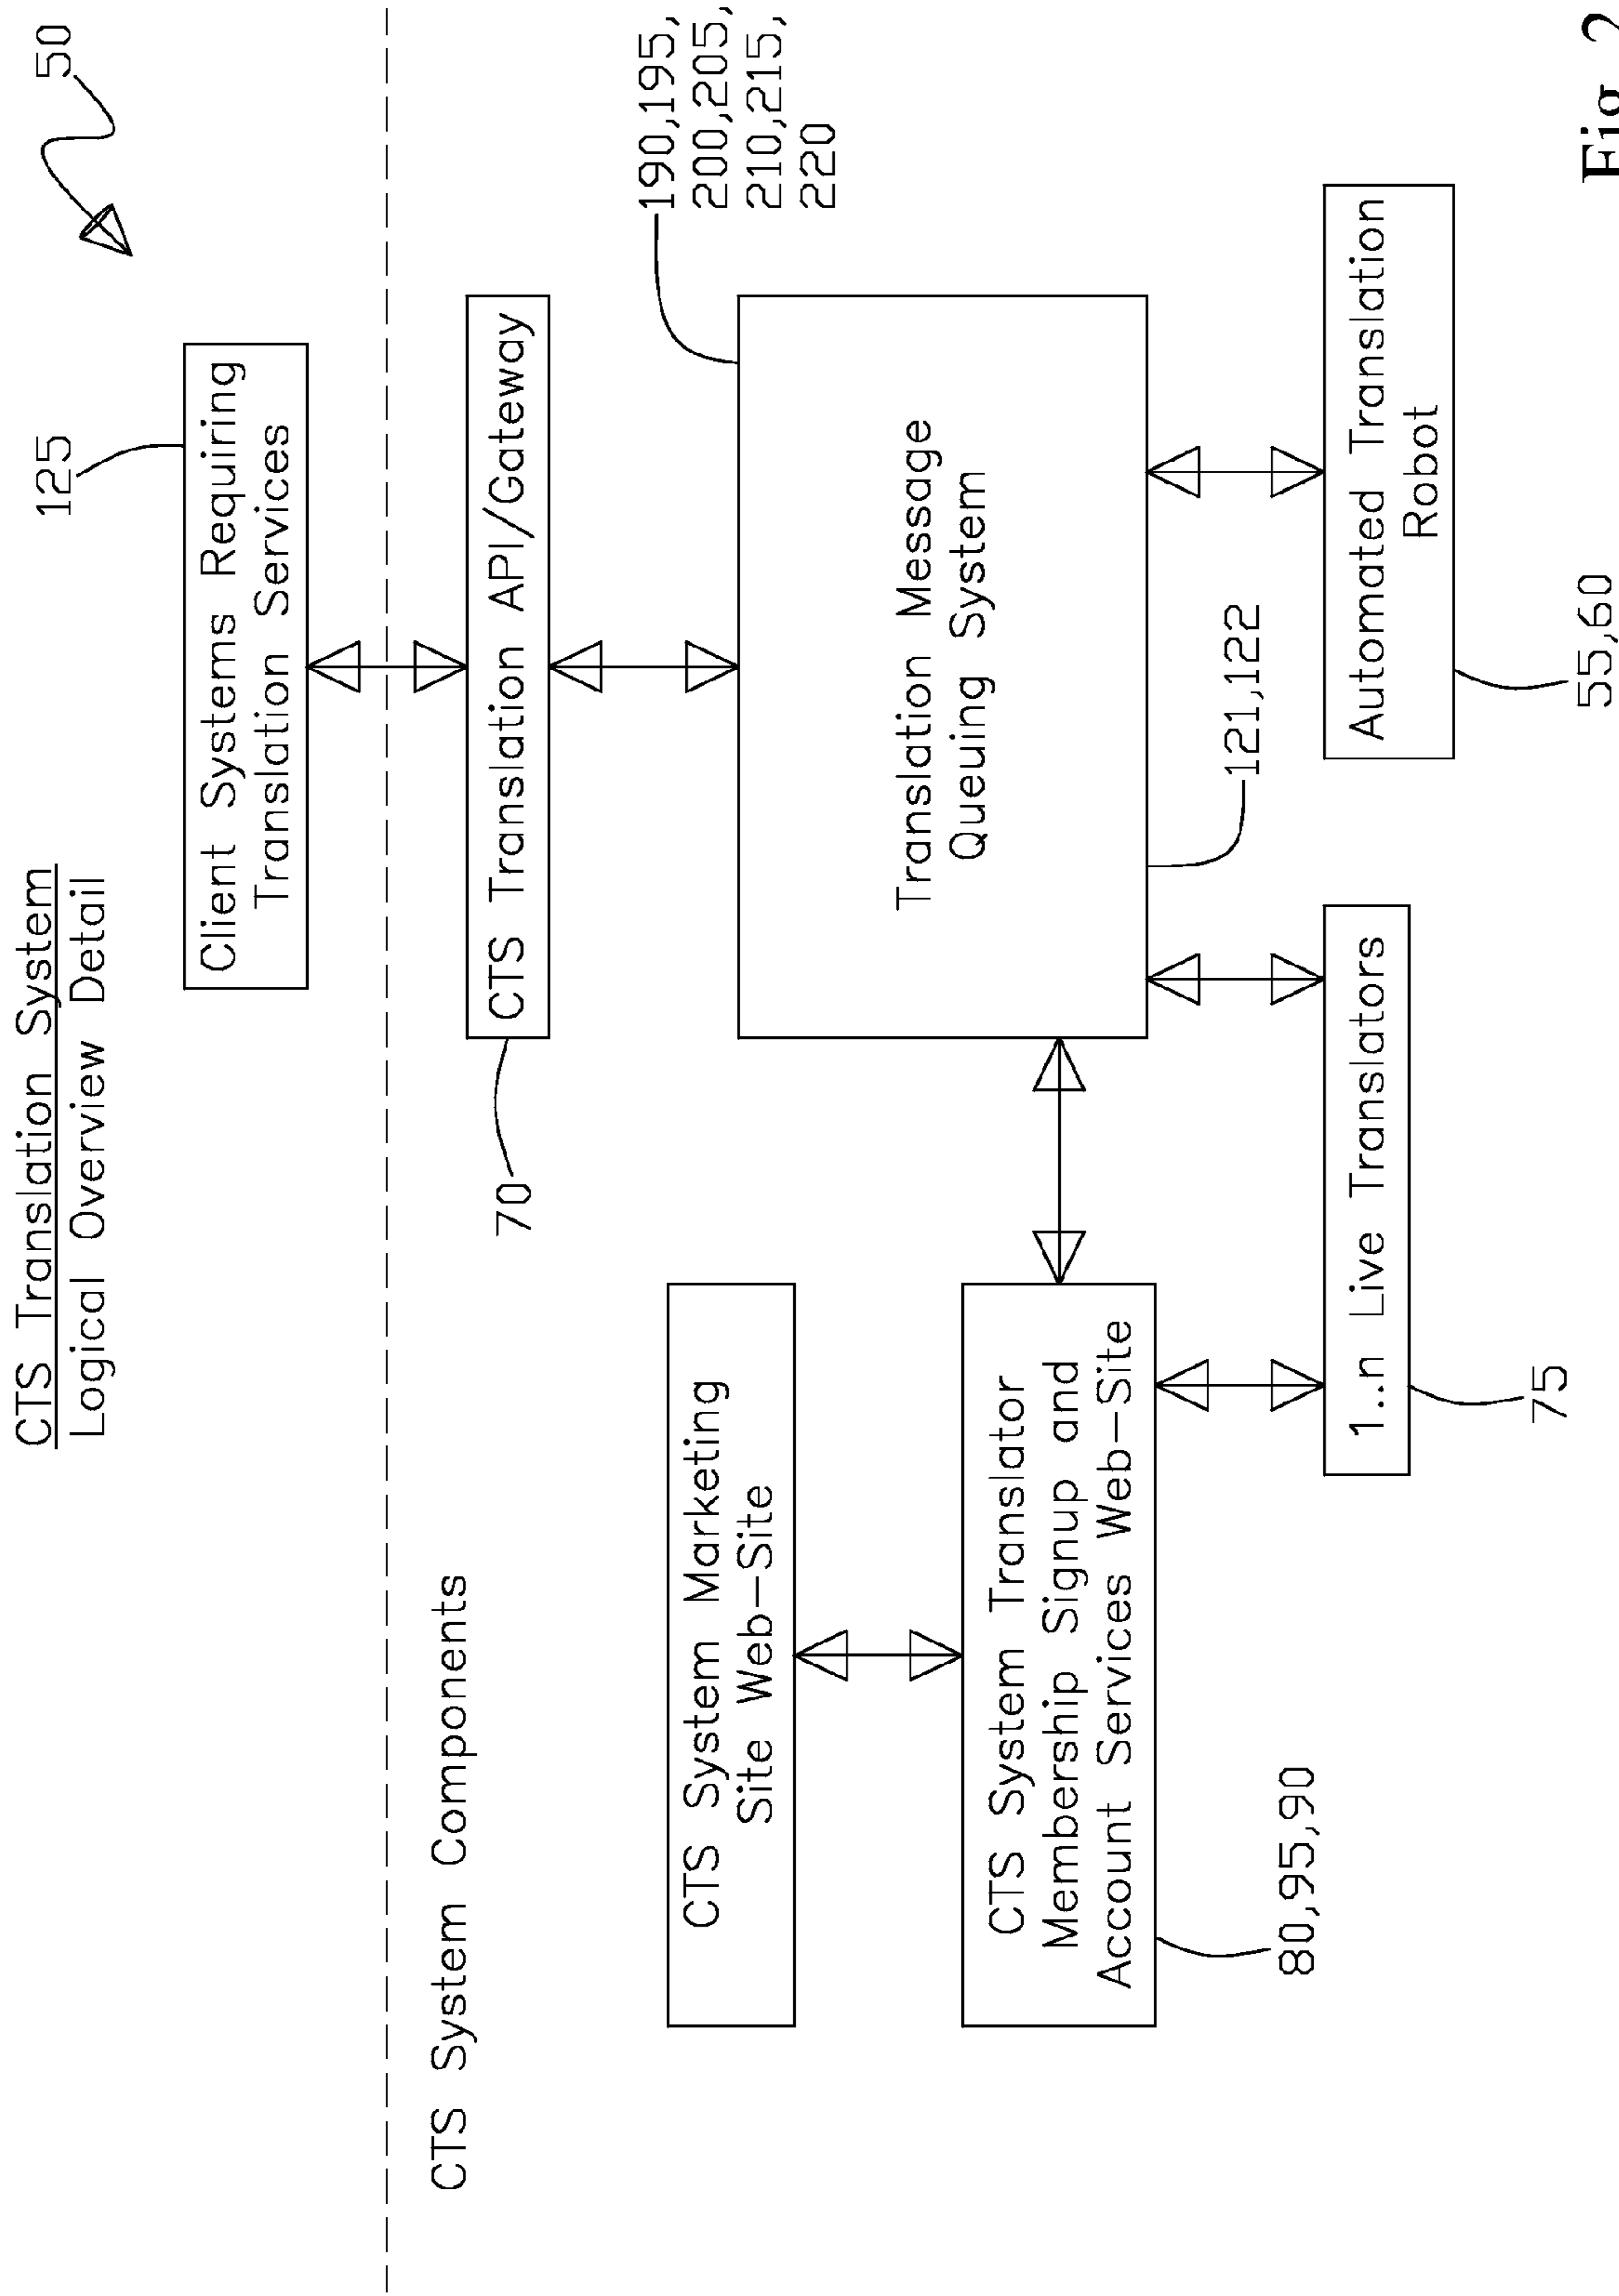 CTS Translation System
Logical Overview Detail
50
125
Client Systems Requiring
Translation Services
CTS System Components
70
CTS Translation API/Gateway
190,195,
200,205,
210,215,
220
CTS System Marketing
Site Web-Site
Translation Message
Queuing System
CTS System Translator
Membership Signup and
Account Services Web-Site
80,95,90
121,122
1..n Live Translators
75
Automated Translation
Robot
55,60
Fig. 2